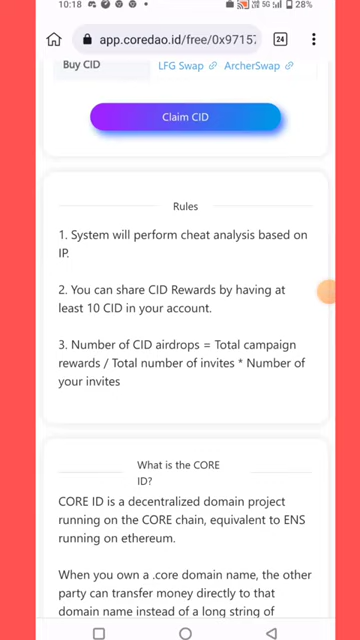 10:18
28%
app.coredao.id/free/0x97157
24
Buy CID
LFG Swap
ArcherSwap
Claim CID
Rules
1. System will perform cheat analysis based on
IP.
2. You can share CID Rewards by having at
least 10 CID in your account.
3. Number of CID airdrops = Total campaign
rewards / Total number of invites * Number of
your invites
What is the CORE
ID?
CORE ID is a decentralized domain project
running on the CORE chain, equivalent to ENS
running on ethereum.
When you own a .core domain name, the other
party can transfer money directly to that
domain name instead of a long string of